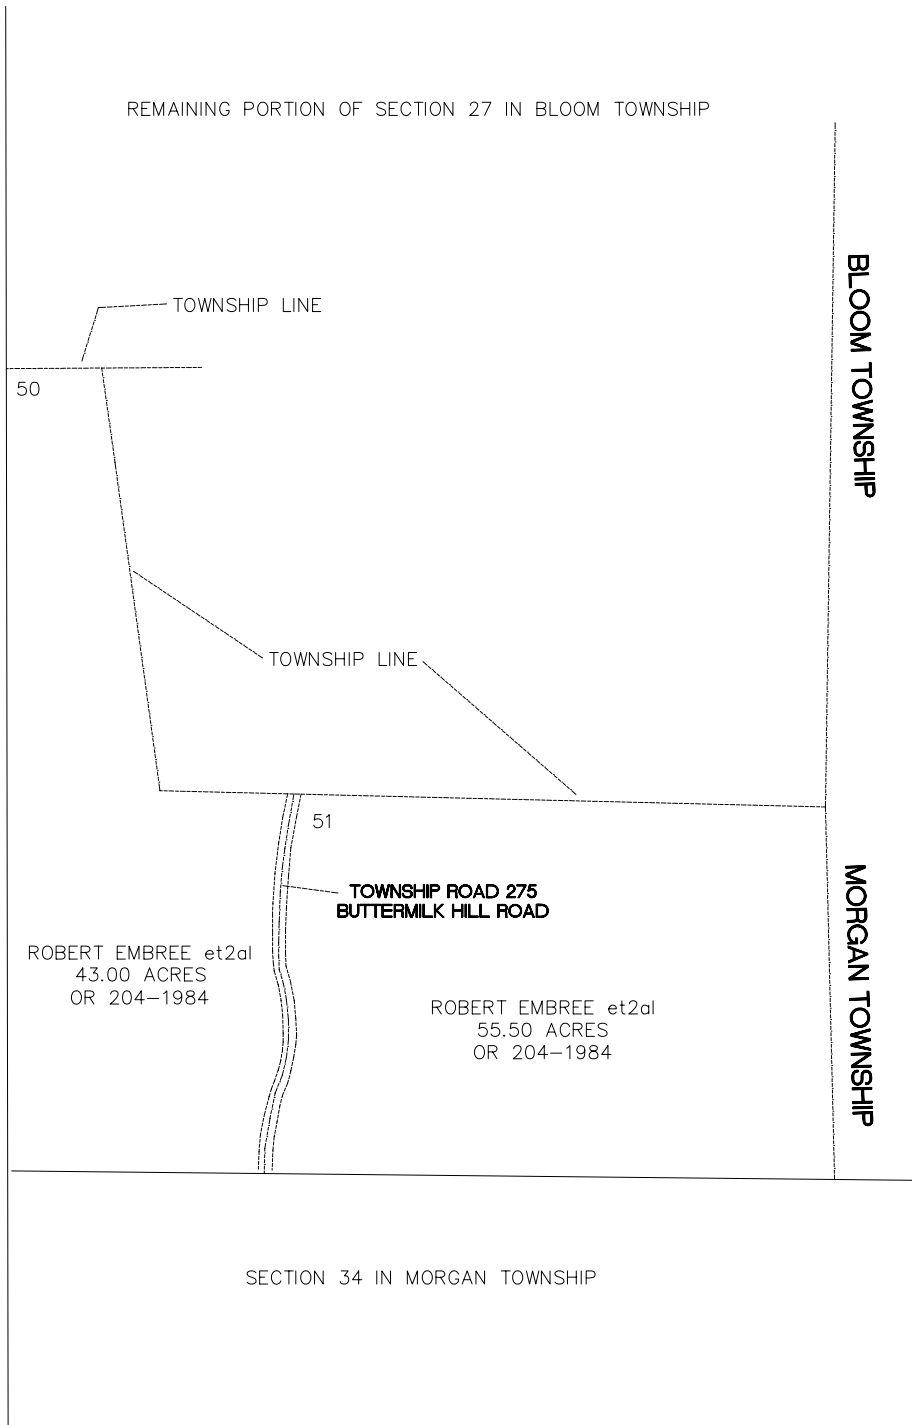 REMAINING PORTION OF SECTION 27 IN BLOOM TOWNSHIP
BLOOM TOWNSHIP
TOWNSHIP LINE
50
TOWNSHIP LINE
51
TOWNSHIP ROAD 275
BUTTERMILK HILL ROAD
MORGAN TOWNSHIP
ROBERT EMBREE et2al
43.00 ACRES
OR 204-1984
ROBERT EMBREE et2al
55.50 ACRES
OR 204-1984
SECTION 34 IN MORGAN TOWNSHIP